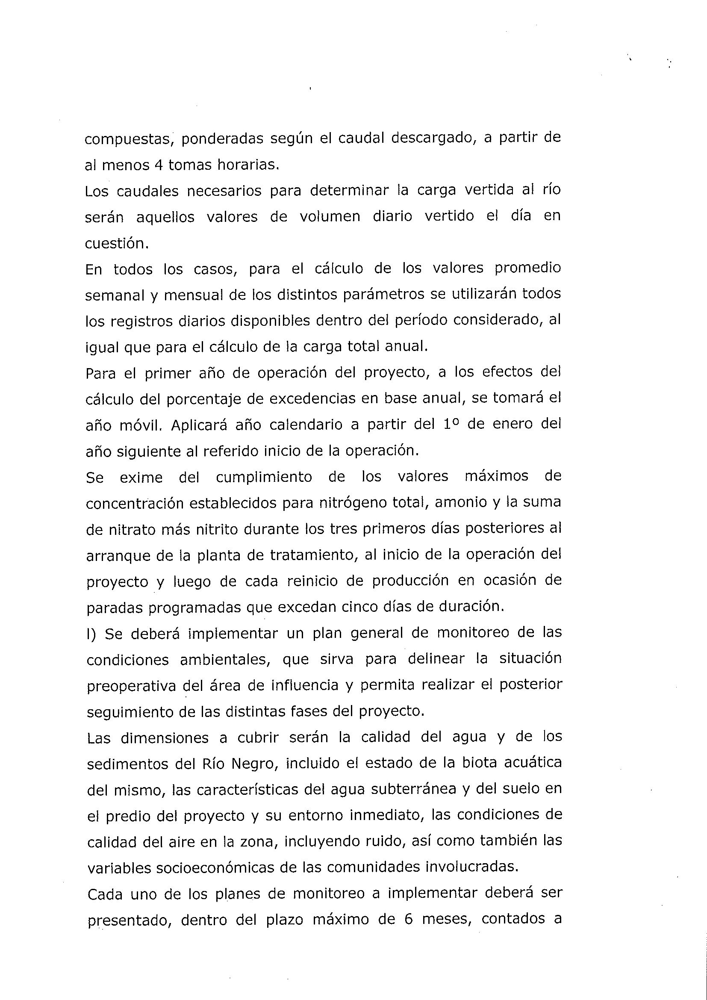 compuestas, ponderadas según el caudal descargado, a partir de
al menos 4 tomas horarias.
Los caudales necesarios para determinar la carga vertida al río
serán aquellos valores de volumen diario vertido el día en
cuestión.
En todos los casos, para el cálculo de los valores promedio
semanal y mensual de los distintos parámetros se utilizarán todos
los registros diarios disponibles dentro del período considerado, al
igual que para el cálculo de la carga total anual.
Para el primer año de operación del proyecto, a los efectos del
cálculo del porcentaje de excedencias en base anual, se tomará el
año móvil. Aplicará año calendario a partir del 1º de enero del
año siguiente al referido inicio de la operación.
Se exime del cumplimiento de los valores máximos de
concentración establecidos para nitrógeno total, amonio y la suma
de nitrato más nitrito durante los tres primeros días posteriores al
arranque de la planta de tratamiento, al inicio de la operación del
proyecto y luego de cada reinicio de producción en ocasión de
paradas programadas que excedan cinco días de duración.
l) Se deberá implementar un plan general de monitoreo de las
condiciones ambientales, que sirva para delinear la situación
preoperativa del área de influencia y permita realizar el posterior
seguimiento de las distintas fases del proyecto.
Las dimensiones a cubrir serán la calidad del agua y de los
sedimentos del Río Negro, incluido el estado de la biota acuática
del mismo, las características del agua subterránea y del suelo en
el predio del proyecto y su entorno inmediato, las condiciones de
calidad del aire en la zona, incluyendo ruido, así como también las
variables socioeconómicas de las comunidades involucradas.
Cada uno de los planes de monitoreo a implementar deberá ser
presentado, dentro del plazo máximo de 6 meses, contados a